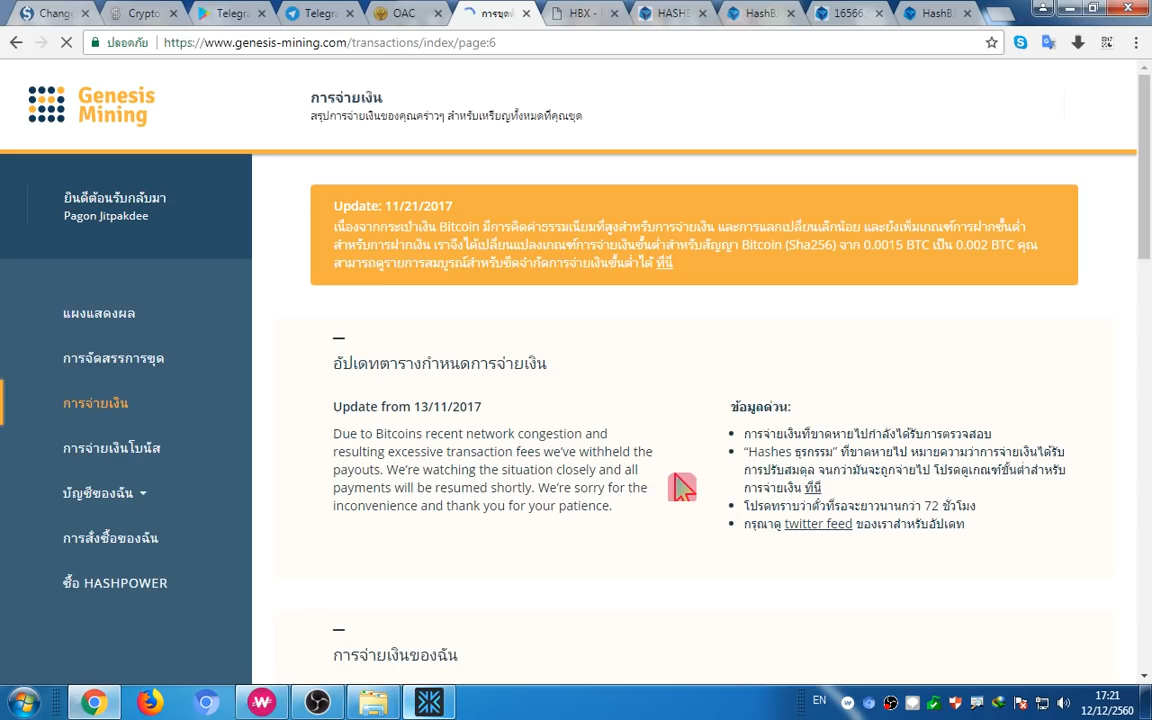 Change
Crypto
Telegra
Telegra
OAC
การขุดค
HBX -
HASHB
HashB
16566.
HashB
ปลอดภัย
https://www.genesis-mining.com/transactions/index/page:6
Genesis
Mining
การจ่ายเงิน
สรุปการจ่ายเงินของคุณคร่าวๆ สำหรับเหรียญทั้งหมดที่คุณขุด
ยินดีต้อนรับกลับมา
Pagon Jitpakdee
แผงแสดงผล
การจัดสรรการขุด
การจ่ายเงิน
การจ่ายเงินโบนัส
บัญชีของฉัน
การสั่งซื้อของฉัน
ซื้อ HASHPOWER
Update: 11/21/2017
เนื่องจากกระเป๋าเงิน Bitcoin มีการคิดค่าธรรมเนียมที่สูงสำหรับการจ่ายเงิน และการแลกเปลี่ยนเล็กน้อย และยังเพิ่มเกณฑ์การฝากขั้นต่ำ
สำหรับการฝากเงิน เราจึงได้เปลี่ยนแปลงเกณฑ์การจ่ายเงินขั้นต่ำสำหรับสัญญา Bitcoin (Sha256) จาก 0.0015 BTC เป็น 0.002 BTC คุณ
สามารถดูรายการสมบูรณ์สำหรับขีดจำกัดการจ่ายเงินขั้นต่ำได้ ที่นี่
อัปเดทตารางกำหนดการจ่ายเงิน
Update from 13/11/2017
Due to Bitcoins recent network congestion and
resulting excessive transaction fees we've withheld the
payouts. We're watching the situation closely and all
payments will be resumed shortly. We're sorry for the
inconvenience and thank you for your patience.
ข้อมูลด่วน:
การจ่ายเงินที่ขาดหายไปกำลังได้รับการตรวจสอบ
"Hashes ธุรกรรม" ที่ขาดหายไป หมายความว่าการจ่ายเงินได้รับ
การปรับสมดุล จนกว่ามันจะถูกจ่ายไป โปรดดูเกณฑ์ขั้นต่ำสำหรับ
การจ่ายเงิน ที่นี่
โปรดทราบว่าตั๋วที่รอจะยาวนานกว่า 72 ชั่วโมง
กรุณาดู twitter feed ของเราสำหรับอัปเดท
การจ่ายเงินของฉัน
EN
17:21
12/12/2560